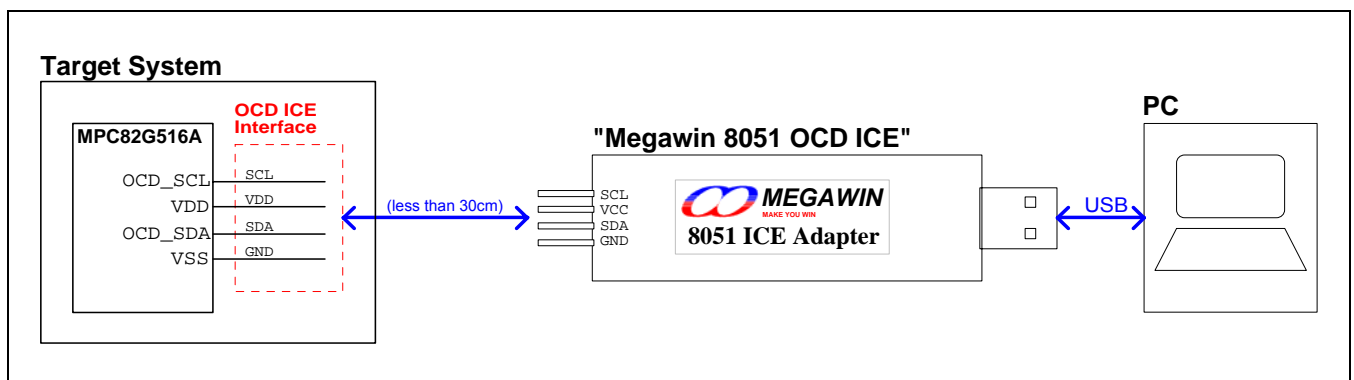 Target System
OCD ICE
Interface
MPC82G516A
OCD_SCL
VDD
OCD_SDA
VSS
SCL
VDD
SDA
GND
(less than 30cm)
"Megawin 8051 OCD ICE"
SCL
VCC
SDA
GND
MEGAWIN
MAKE YOU WIN
8051 ICE Adapter
USB
PC